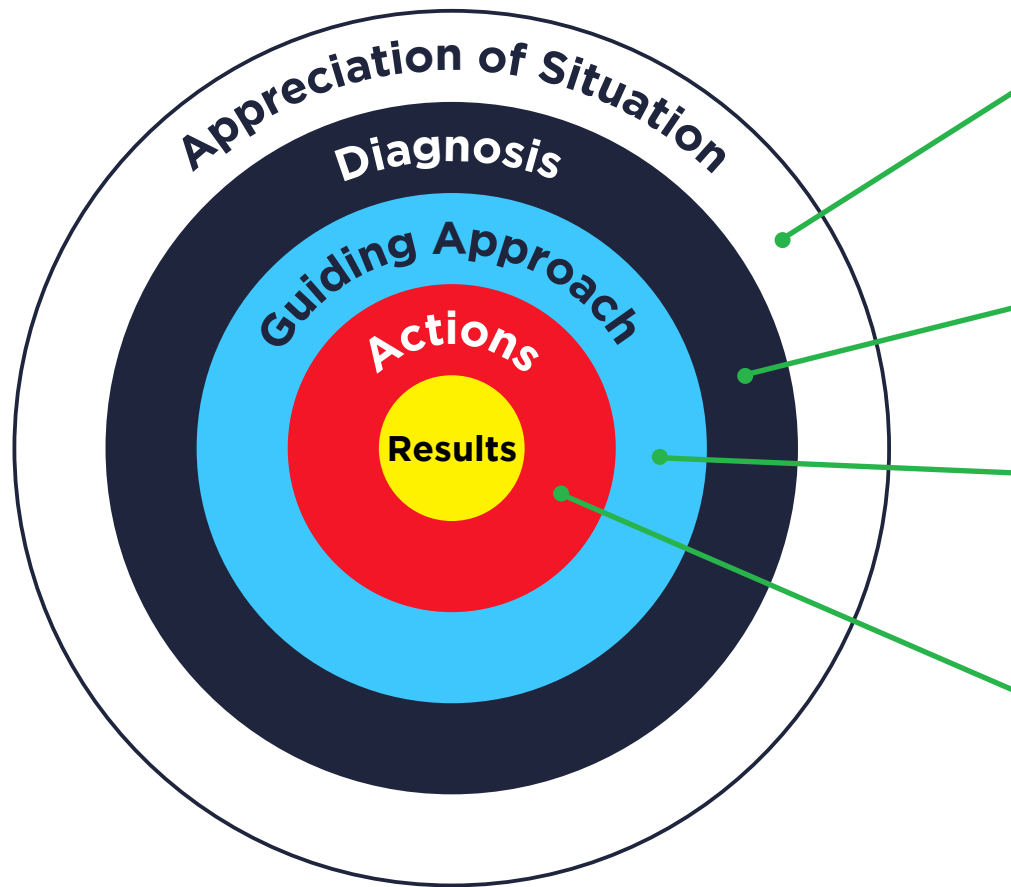 Appreciation of Situation
Diagnosis
Guiding Approach
Actions
Results